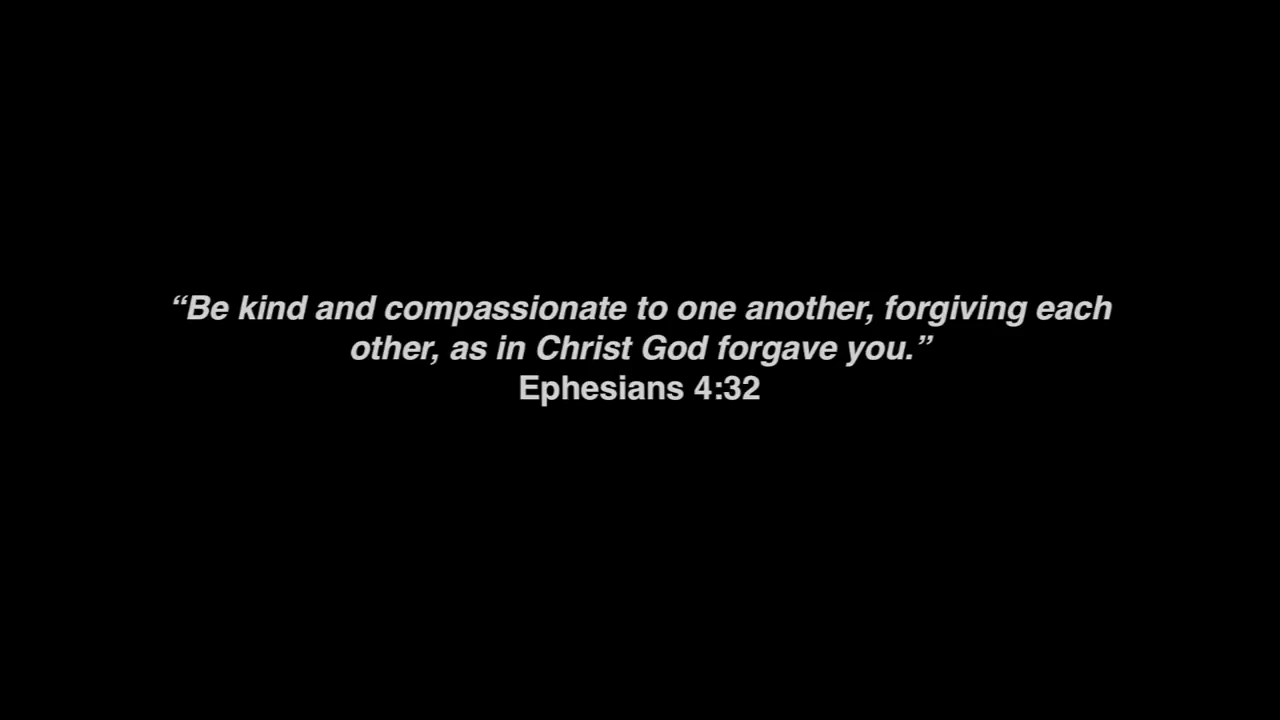 “Be kind and compassionate to one another, forgiving each
other, as in Christ God forgave you.”
Ephesians 4:32